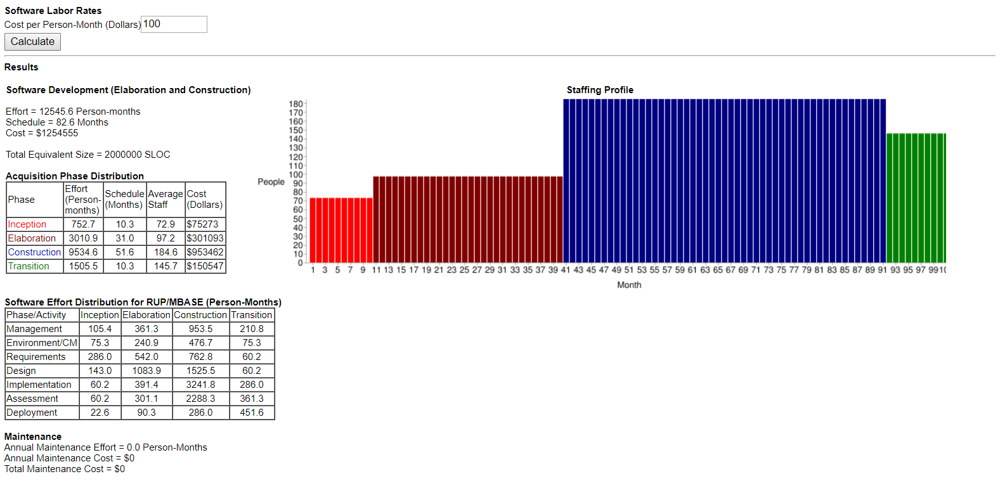 Software Labor Rates
Cost per Person-Month (Dollars) 100
Calculate
Results
Software Development (Elaboration and Construction)
Effort = 12545.6 Person-months
Schedule = 82.6 Months
Cost = $1254555
Total Equivalent Size = 2000000 SLOC
Acquisition Phase Distribution
Phase Effort (Person-months) Schedule (Months) Average Staff Cost (Dollars)
Inception 752.7 10.3 72.9 $75273
Elaboration 3010.9 31.0 97.2 $301093
Construction 9534.6 51.6 184.6 $953462
Transition 1505.5 10.3 145.7 $150547
Staffing Profile
People
180
170
160
150
140
130
120
110
100
90
80
70
60
50
40
30
20
10
0
1 3 5 7 9 11 13 15 17 19 21 23 25 27 29 31 33 35 37 39 41 43 45 47 49 51 53 55 57 59 61 63 65 67 69 71 73 75 77 79 81 83 85 87 89 91 93 95 97 99
Month
Software Effort Distribution for RUP/MBASE (Person-Months)
Phase/Activity Inception Elaboration Construction Transition
Management 105.4 361.3 953.5 210.8
Environment/CM 75.3 240.9 476.7 75.3
Requirements 286.0 542.0 762.8 60.2
Design 143.0 1083.9 1525.5 60.2
Implementation 60.2 391.4 3241.8 286.0
Assessment 60.2 301.1 2288.3 361.3
Deployment 22.6 90.3 286.0 451.6
Maintenance
Annual Maintenance Effort = 0.0 Person-Months
Annual Maintenance Cost = $0
Total Maintenance Cost = $0